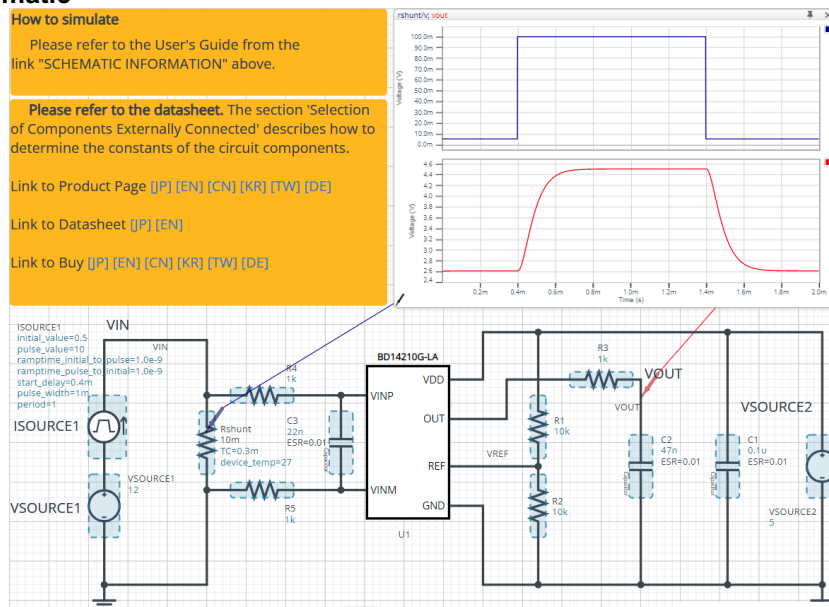 How to simulate
Please refer to the User's Guide from the
link "SCHEMATIC INFORMATION" above.
Please refer to the datasheet. The section 'Selection
of Components Externally Connected' describes how to
determine the constants of the circuit components.
Link to Product Page [JP] [EN] [CN] [KR] [TW] [DE]
Link to Datasheet [JP] [EN]
Link to Buy [JP] [EN] [CN] [KR] [TW] [DE]
rshunt/v; vout
Voltage (V)
100.0m
90.0m
80.0m
70.0m
60.0m
50.0m
40.0m
30.0m
20.0m
10.0m
0.0m
Voltage (V)
4.6
4.4
4.2
4.0
3.8
3.6
3.4
3.2
3.0
2.8
2.6
2.4
0.2m 0.4m 0.6m 0.8m 1.0m 1.2m 1.4m 1.6m 1.8m 2.0m
Time (s)
ISOURCE1
initial_value=0.5
pulse_value=10
ramptime_initial_to_pulse=1.0e-9
ramptime_pulse_to_initial=1.0e-9
start_delay=0.4m
pulse_width=1m
period=1
VIN
VIN
ISOURCE1
VSOURCE1
12
VSOURCE1
R4
1k
Rshunt
10m
TC=0.3m
device_temp=27
C3
22n
ESR=0.01
Capacitor
R5
1k
BD14210G-LA
VINP
VINM
VDD
OUT
REF
GND
U1
VREF
R1
10k
R2
10k
R3
1k
VOUT
VOUT
C2
47n
ESR=0.01
Capacitor
C1
0.1u
ESR=0.01
Capacitor
VSOURCE2
VSOURCE2
5